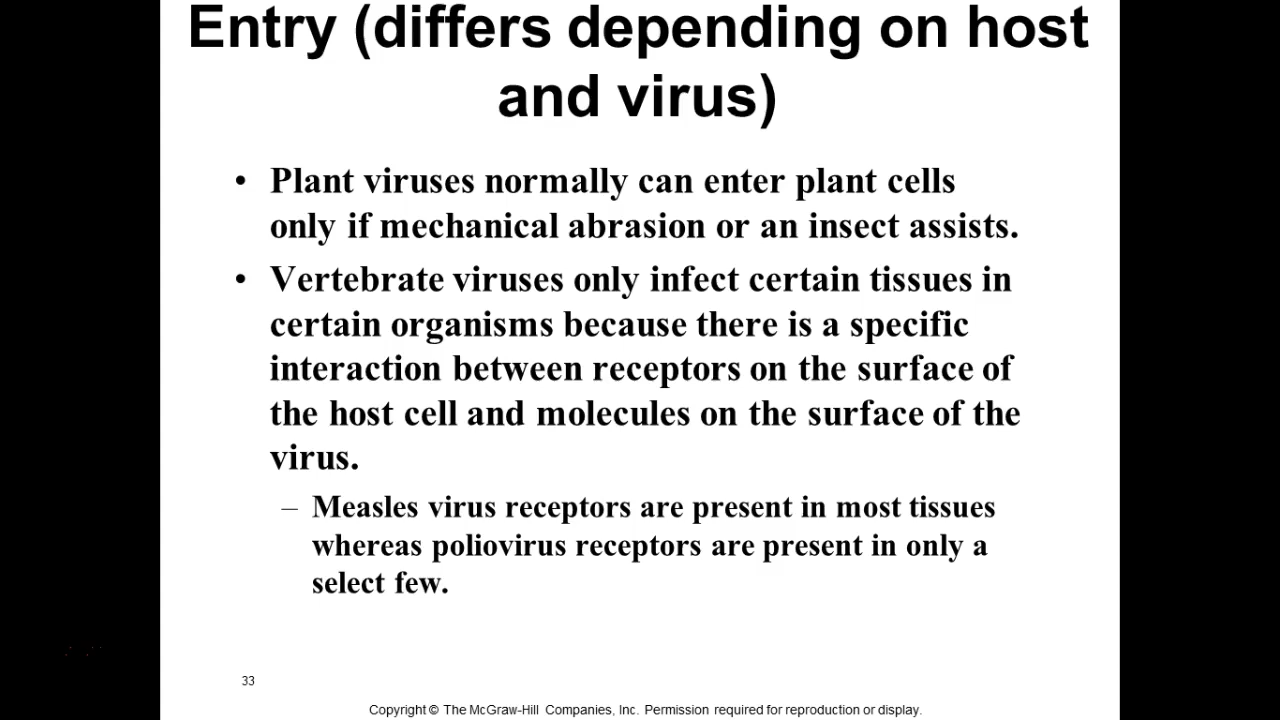 Entry (differs depending on host
and virus)
• Plant viruses normally can enter plant cells
only if mechanical abrasion or an insect assists.
• Vertebrate viruses only infect certain tissues in
certain organisms because there is a specific
interaction between receptors on the surface of
the host cell and molecules on the surface of the
virus.
– Measles virus receptors are present in most tissues
whereas poliovirus receptors are present in only a
select few.
33
Copyright © The McGraw-Hill Companies, Inc. Permission required for reproduction or display.